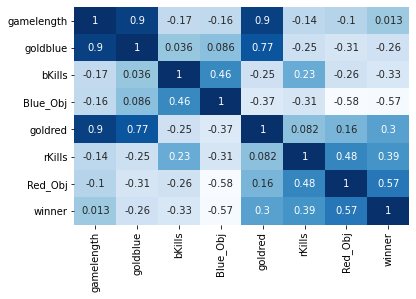 gamelength 1 0.9 -0.17 -0.16 0.9 -0.14 -0.1 0.013
goldblue 0.9 1 0.036 0.086 0.77 -0.25 -0.31 -0.26
bKills -0.17 0.036 1 0.46 -0.25 0.23 -0.26 -0.33
Blue_Obj -0.16 0.086 0.46 1 -0.37 -0.31 -0.58 -0.57
goldred 0.9 0.77 -0.25 -0.37 1 0.082 0.16 0.3
rKills -0.14 -0.25 0.23 -0.31 0.082 1 0.48 0.39
Red_Obj -0.1 -0.31 -0.26 -0.58 0.16 0.48 1 0.57
winner 0.013 -0.26 -0.33 -0.57 0.3 0.39 0.57 1
gamelength goldblue bKills Blue_Obj goldred rKills Red_Obj winner